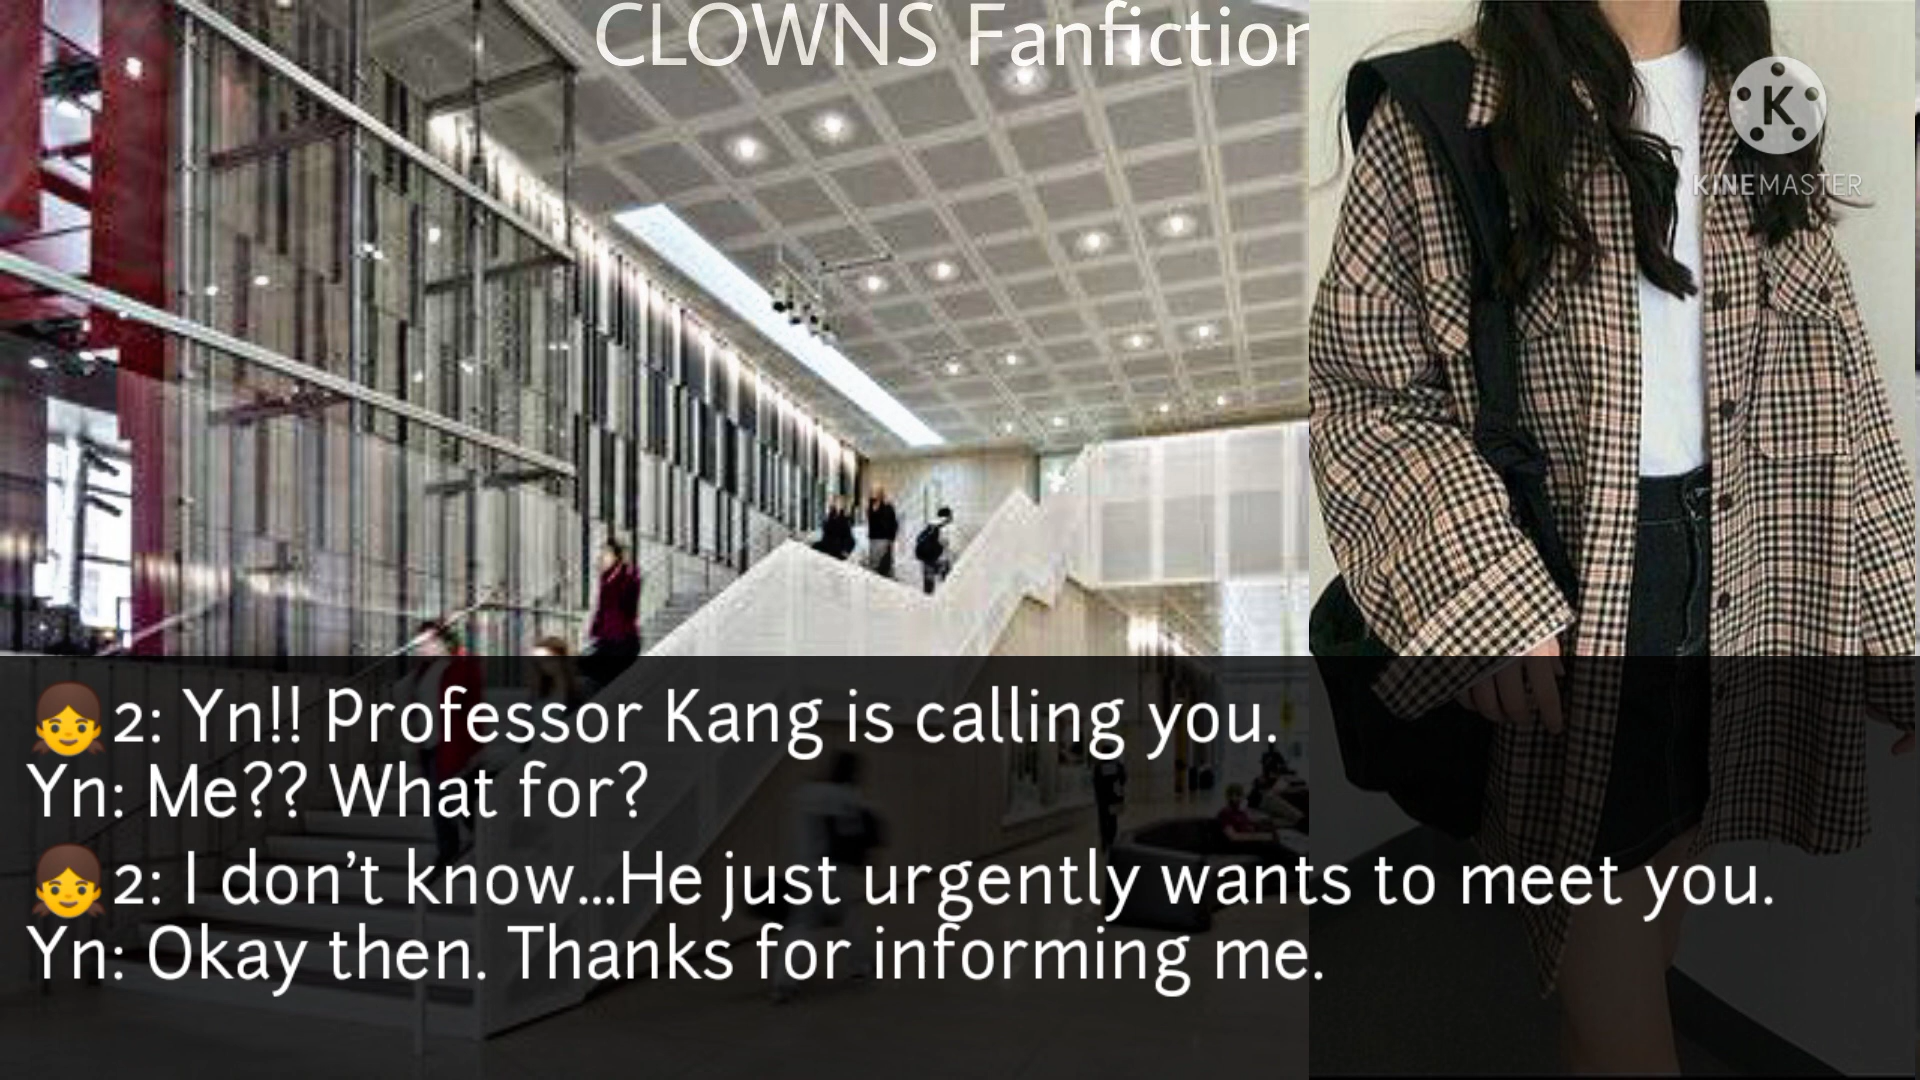 CLOWNS Fanfiction
K
KINEMASTER
👧2: Yn!! Professor Kang is calling you.
Yn: Me?? What for?
👧2: I don't know...He just urgently wants to meet you.
Yn: Okay then. Thanks for informing me.